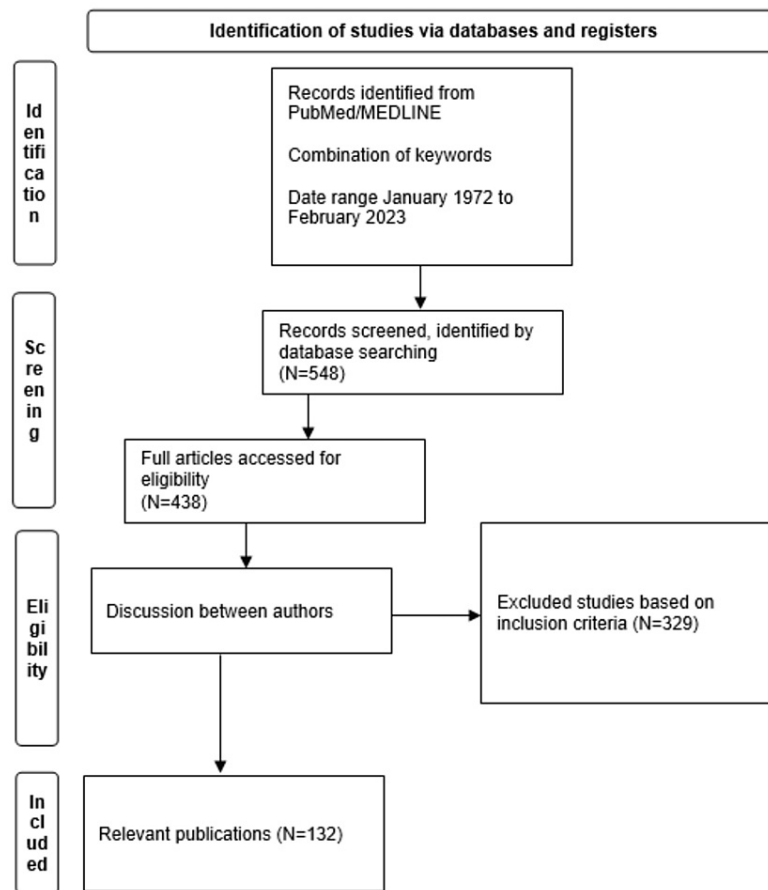 Identification of studies via databases and registers
Id
en
tifi
ca
tio
n
Records identified from
PubMed/MEDLINE
Combination of keywords
Date range January 1972 to
February 2023
Sc
re
en
in
g
Records screened, identified by
database searching
(N=548)
Full articles accessed for
eligibility
(N=438)
Eli
gi
bil
ity
Discussion between authors
Excluded studies based on
inclusion criteria (N=329)
In
cl
ud
ed
Relevant publications (N=132)